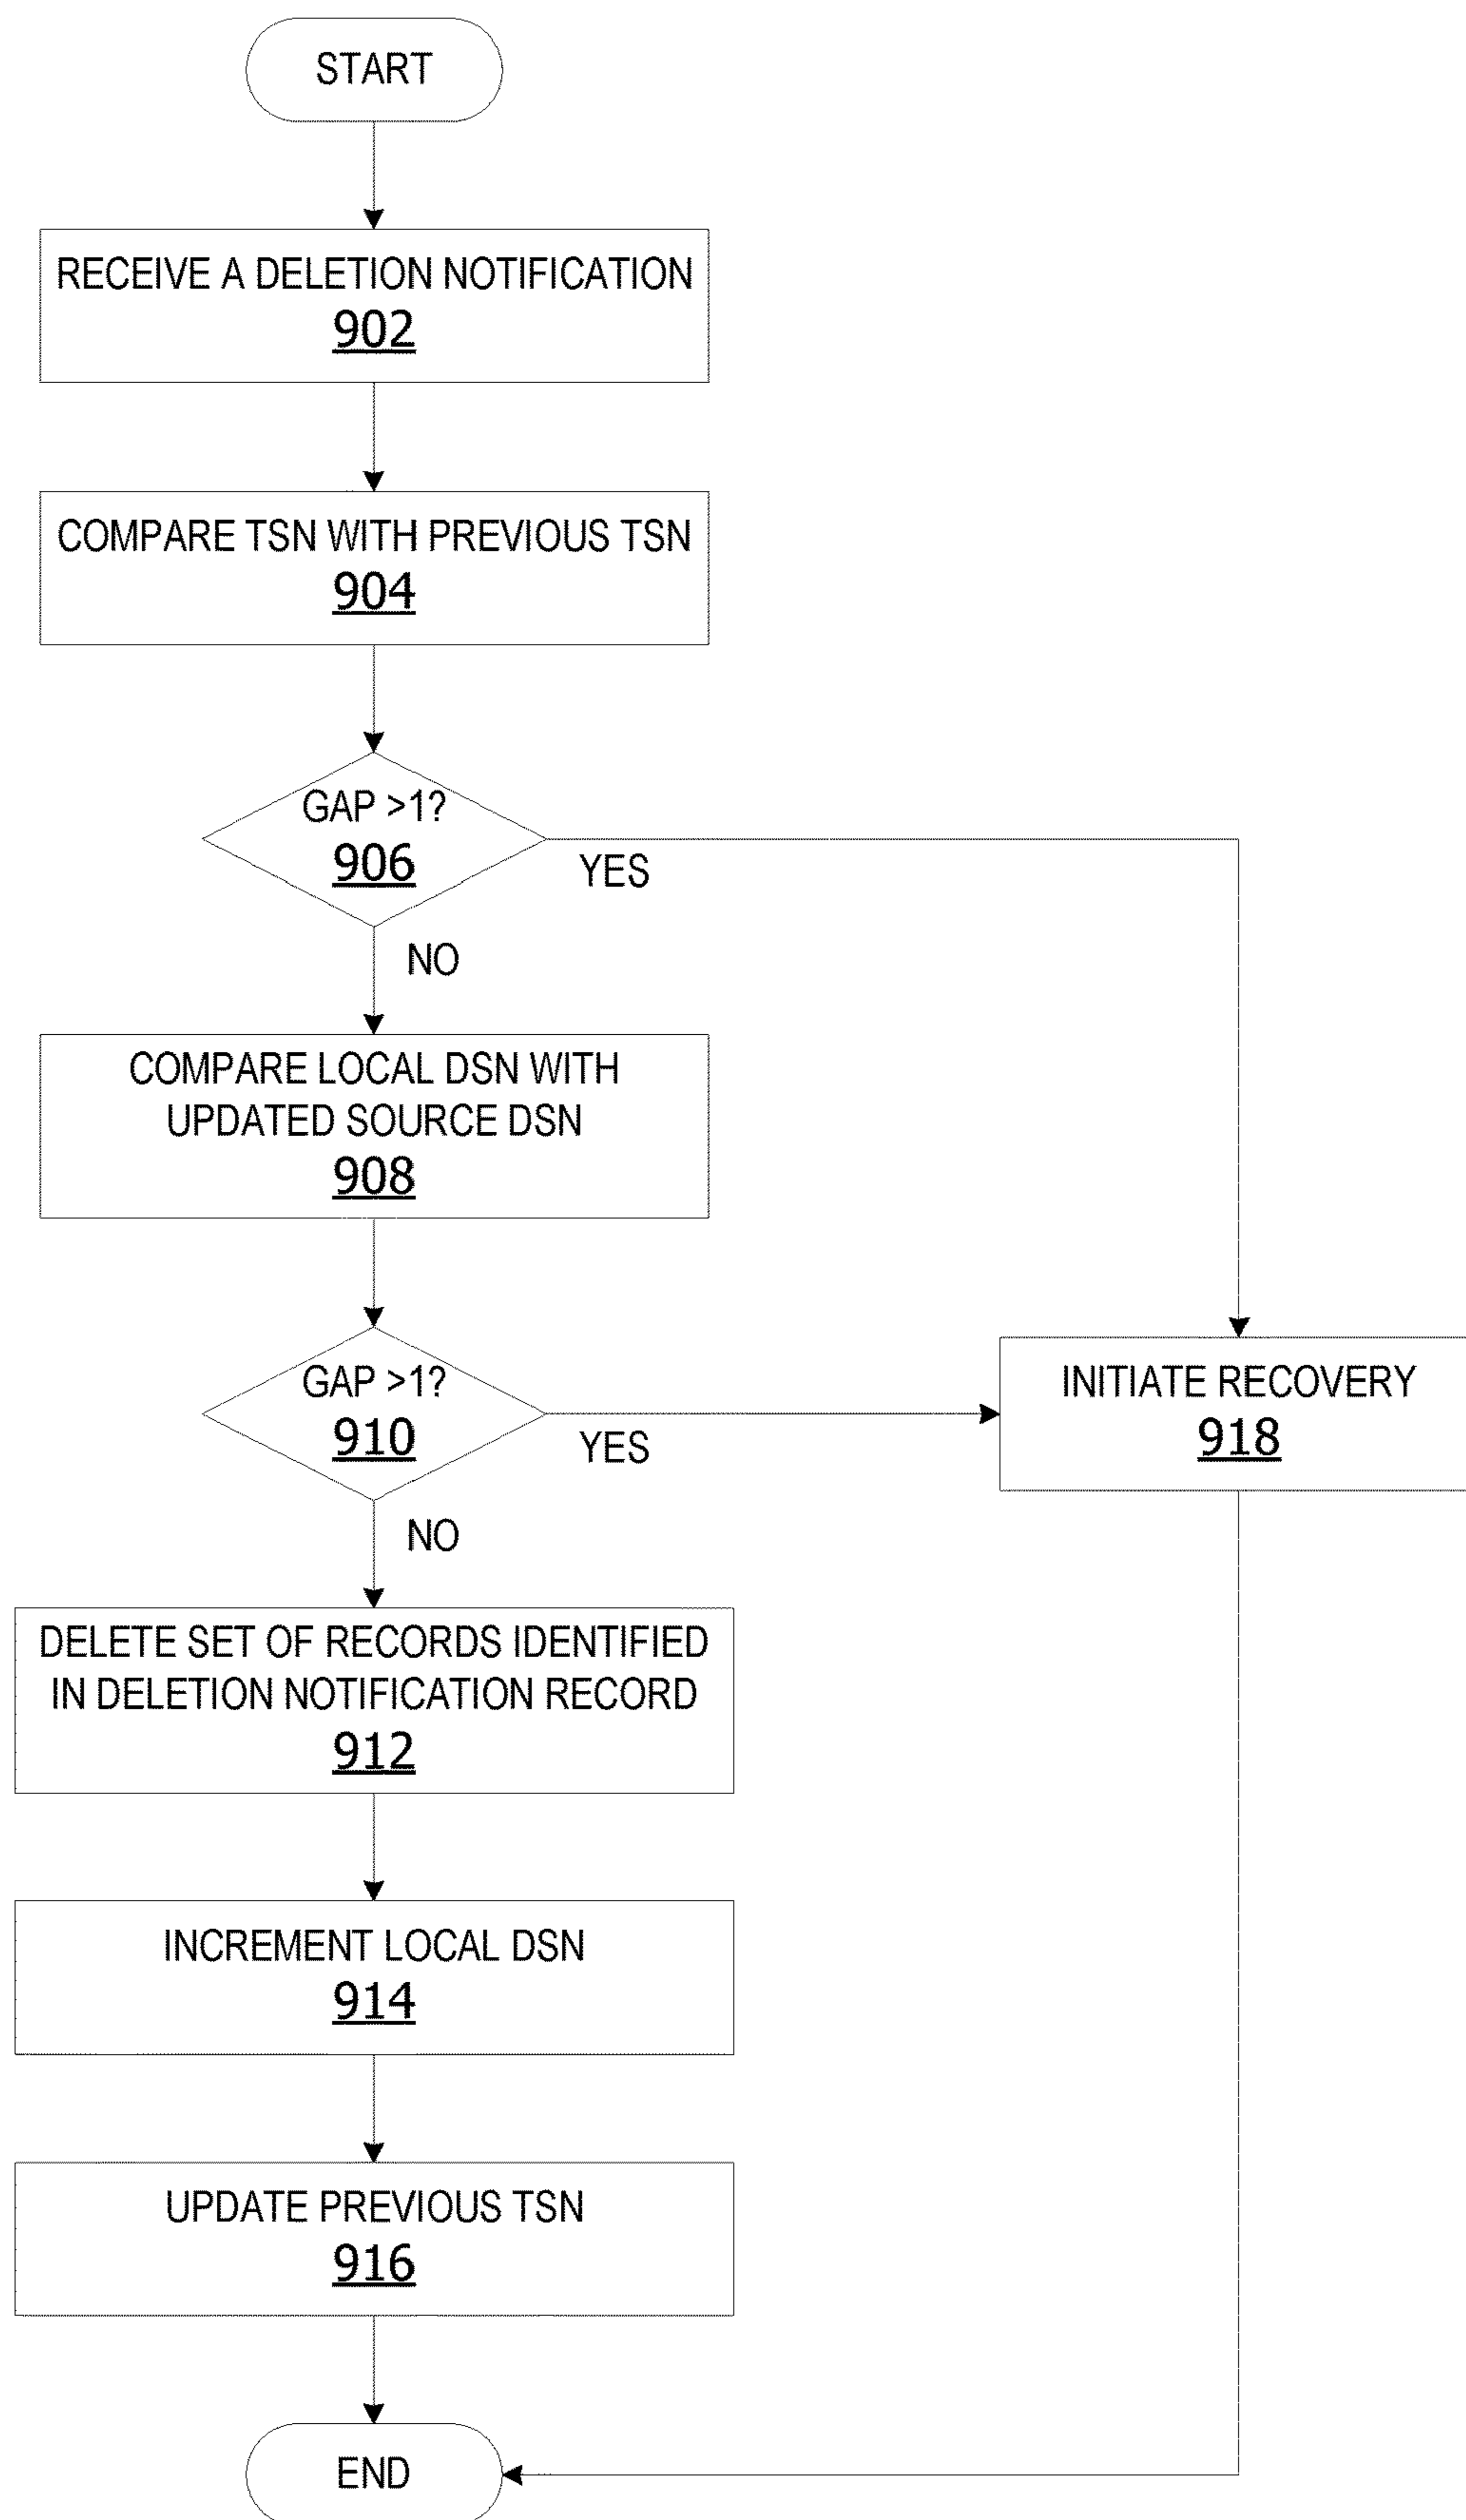 START
RECEIVE A DELETION NOTIFICATION
902
COMPARE TSN WITH PREVIOUS TSN
904
GAP >1?
906
YES
NO
COMPARE LOCAL DSN WITH
UPDATED SOURCE DSN
908
GAP >1?
910
YES
INITIATE RECOVERY
918
NO
DELETE SET OF RECORDS IDENTIFIED
IN DELETION NOTIFICATION RECORD
912
INCREMENT LOCAL DSN
914
UPDATE PREVIOUS TSN
916
END